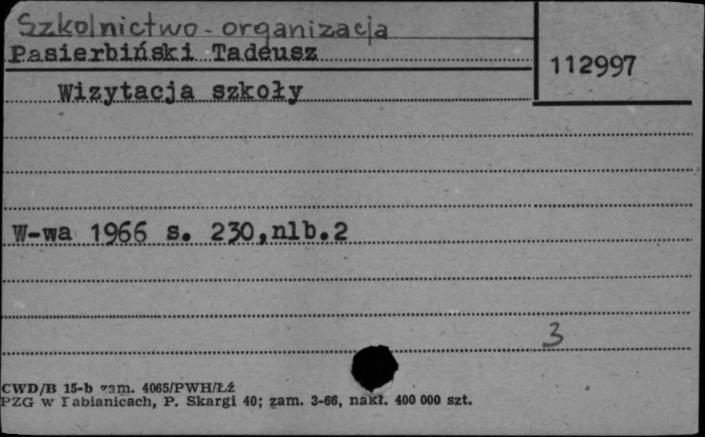 Szkolnictwo - organizacja
Pasierbiński Tadeusz
112997
Wizytacja szkoły
W-wa 1966 s. 230,nlb.2
3
CWD/B 15-b zam. 4065/PWH/Łż
PZG w Pabianicach, P. Skargi 40; zam. 3-66, nakł. 400 000 szt.